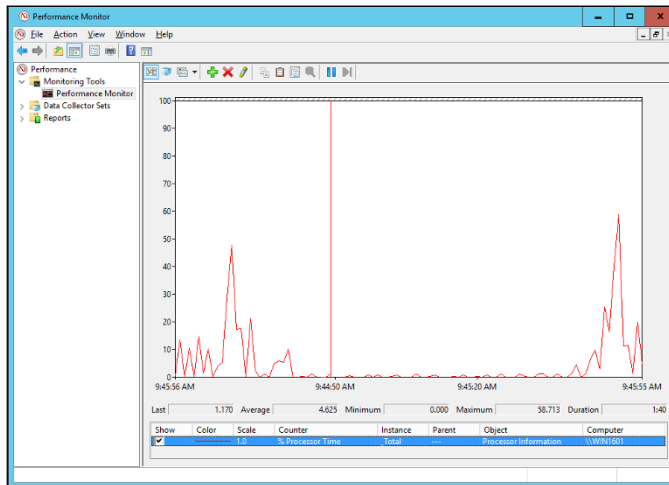 Performance Monitor
File Action View Window Help
Performance
Monitoring Tools
Performance Monitor
Data Collector Sets
Reports
100
90
80
70
60
50
40
30
20
10
0
9:45:56 AM 9:44:50 AM 9:45:20 AM 9:45:55 AM
Last 1.170 Average 4.625 Minimum 0.000 Maximum 58.713 Duration 1:40
Show Color Scale Counter Instance Parent Object Computer
1.0 % Processor Time _Total --- Processor Information \\WIN1601